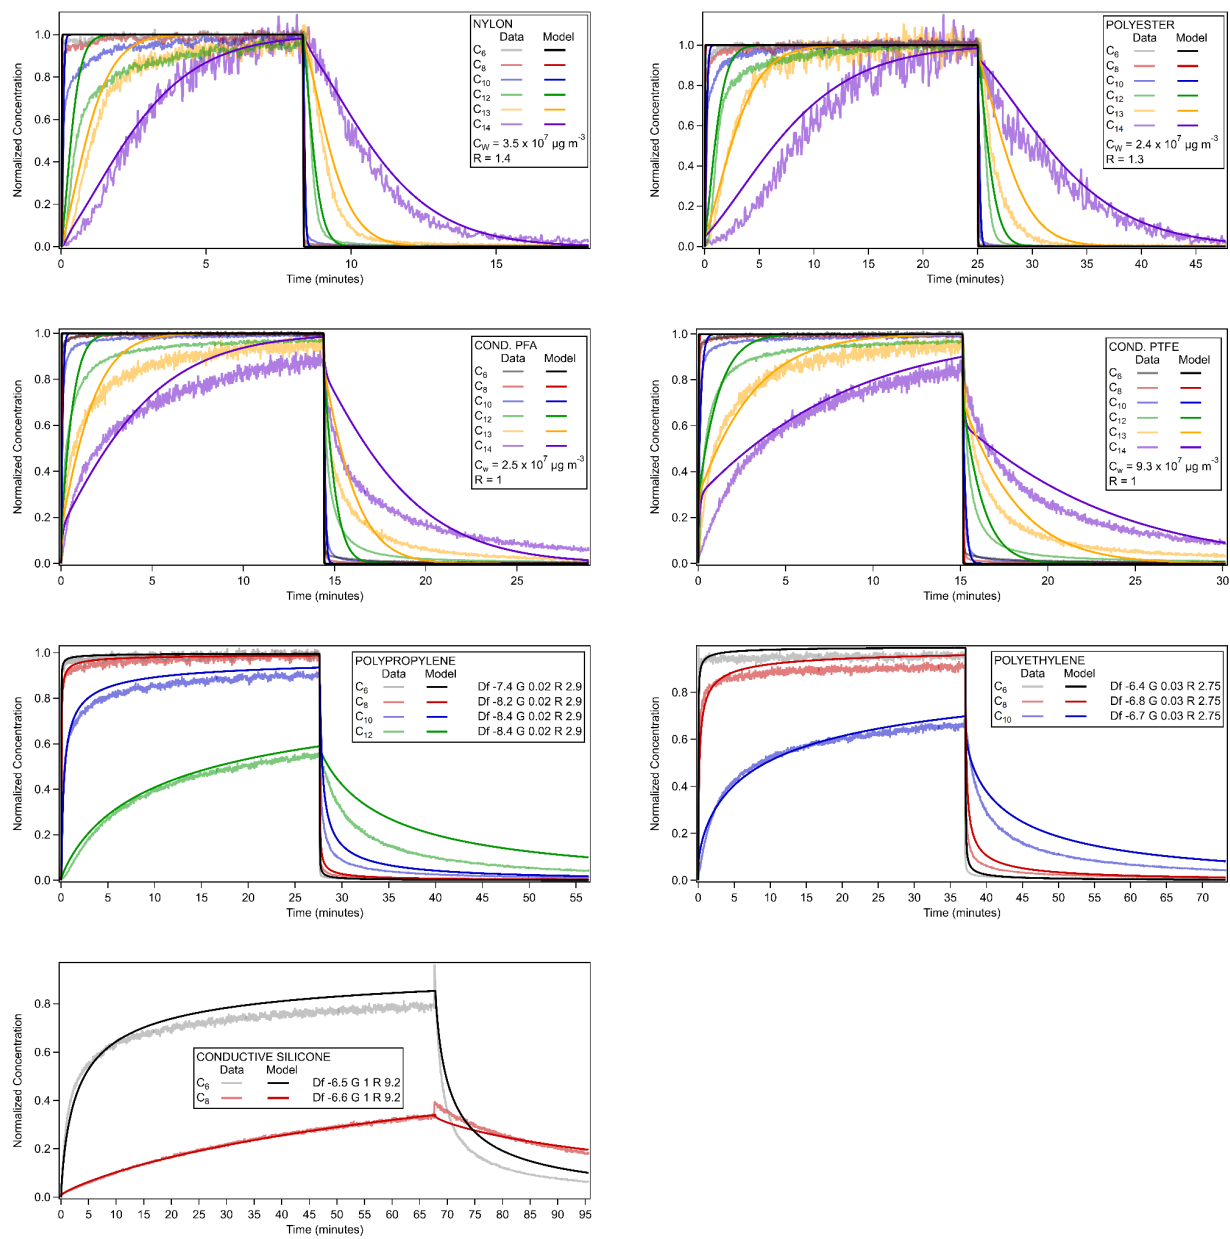 NYLON
Data Model
C6
C8
C10
C12
C13
C14
CW = 3.5 x 10^7 µg m^-3
R = 1.4
Normalized Concentration
1.0
0.8
0.6
0.4
0.2
0.0
0 5 10 15
Time (minutes)
POLYESTER
Data Model
C6
C8
C10
C12
C13
C14
CW = 2.4 x 10^7 µg m^-3
R = 1.3
Normalized Concentration
1.0
0.8
0.6
0.4
0.2
0.0
0 5 10 15 20 25 30 35 40 45
Time (minutes)
COND. PFA
Data Model
C6
C8
C10
C12
C13
C14
Cw = 2.5 x 10^7 µg m^-3
R = 1
Normalized Concentration
1.0
0.8
0.6
0.4
0.2
0.0
0 5 10 15 20 25
Time (minutes)
COND. PTFE
Data Model
C6
C8
C10
C12
C13
C14
Cw = 9.3 x 10^7 µg m^-3
R = 1
Normalized Concentration
1.0
0.8
0.6
0.4
0.2
0.0
0 5 10 15 20 25 30
Time (minutes)
POLYPROPYLENE
Data Model
C6 Df -7.4 G 0.02 R 2.9
C8 Df -8.2 G 0.02 R 2.9
C10 Df -8.4 G 0.02 R 2.9
C12 Df -8.4 G 0.02 R 2.9
Normalized Concentration
1.0
0.8
0.6
0.4
0.2
0.0
0 5 10 15 20 25 30 35 40 45 50 55
Time (minutes)
POLYETHYLENE
Data Model
C6 Df -6.4 G 0.03 R 2.75
C8 Df -6.8 G 0.03 R 2.75
C10 Df -6.7 G 0.03 R 2.75
Normalized Concentration
0.8
0.6
0.4
0.2
0.0
0 5 10 15 20 25 30 35 40 45 50 55 60 65 70
Time (minutes)
CONDUCTIVE SILICONE
Data Model
C6 Df -6.5 G 1 R 9.2
C8 Df -6.6 G 1 R 9.2
Normalized Concentration
0.8
0.6
0.4
0.2
0.0
0 5 10 15 20 25 30 35 40 45 50 55 60 65 70 75 80 85 90 95
Time (minutes)